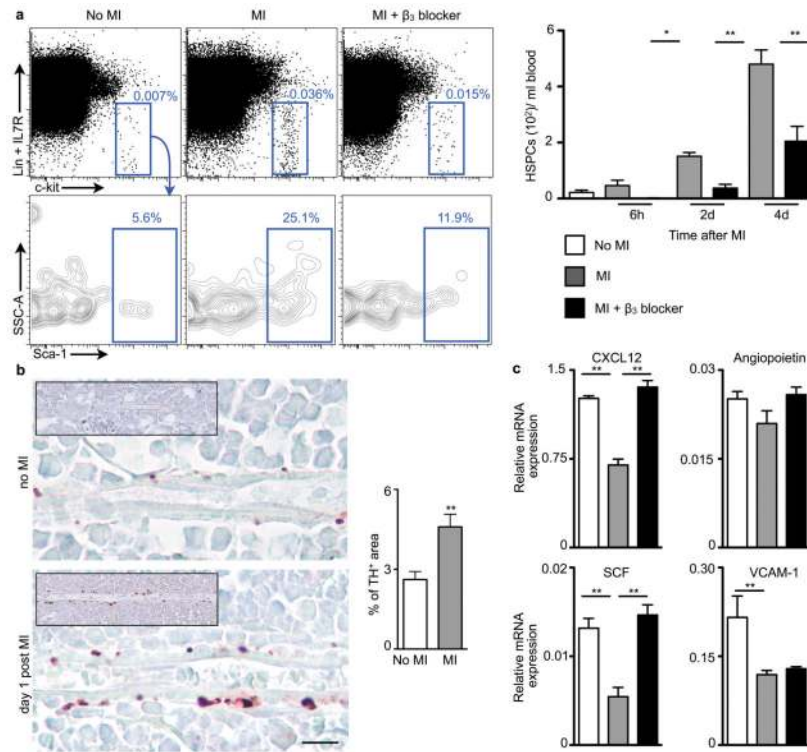 a
No MI
MI
MI + β₃ blocker
Lin + IL7R
c-kit
0.007%
0.036%
0.015%
5.6%
25.1%
11.9%
SSC-A
Sca-1
HSPCs (10²)/ ml blood
6
4
2
0
*
**
**
6h
2d
4d
Time after MI
No MI
MI
MI + β₃ blocker
b
no MI
day 1 post MI
% of TH⁺ area
6
3
0
**
No MI
MI
c
CXCL12
Relative mRNA
expression
1.5
0.75
0
**
**
Angiopoietin
0.03
0.015
0
SCF
Relative mRNA
expression
0.012
0.01
0
**
**
VCAM-1
0.30
0.15
0
**